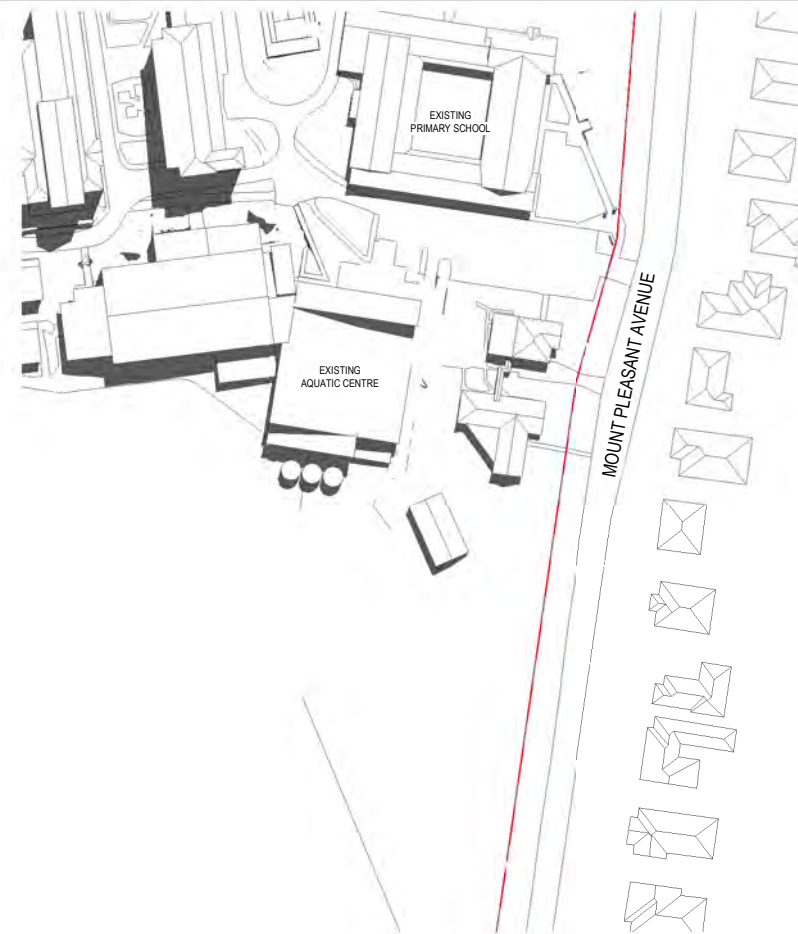 EXISTING
PRIMARY SCHOOL
MOUNT PLEASANT AVENUE
EXISTING
AQUATIC CENTRE